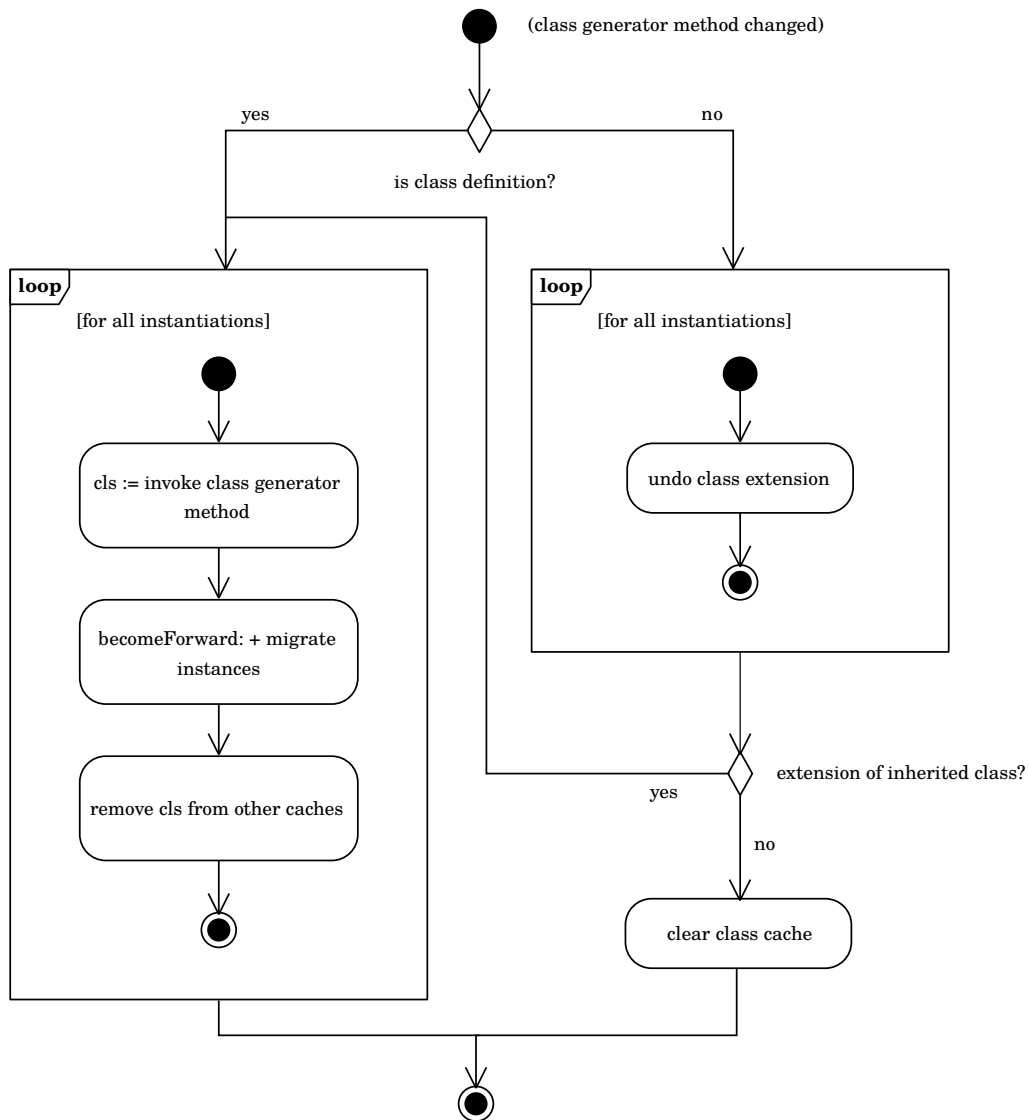 (class generator method changed)
yes
no
is class definition?
loop
[for all instantiations]
cls := invoke class generator
method
becomeForward: + migrate
instances
remove cls from other caches
loop
[for all instantiations]
undo class extension
extension of inherited class?
yes
no
clear class cache